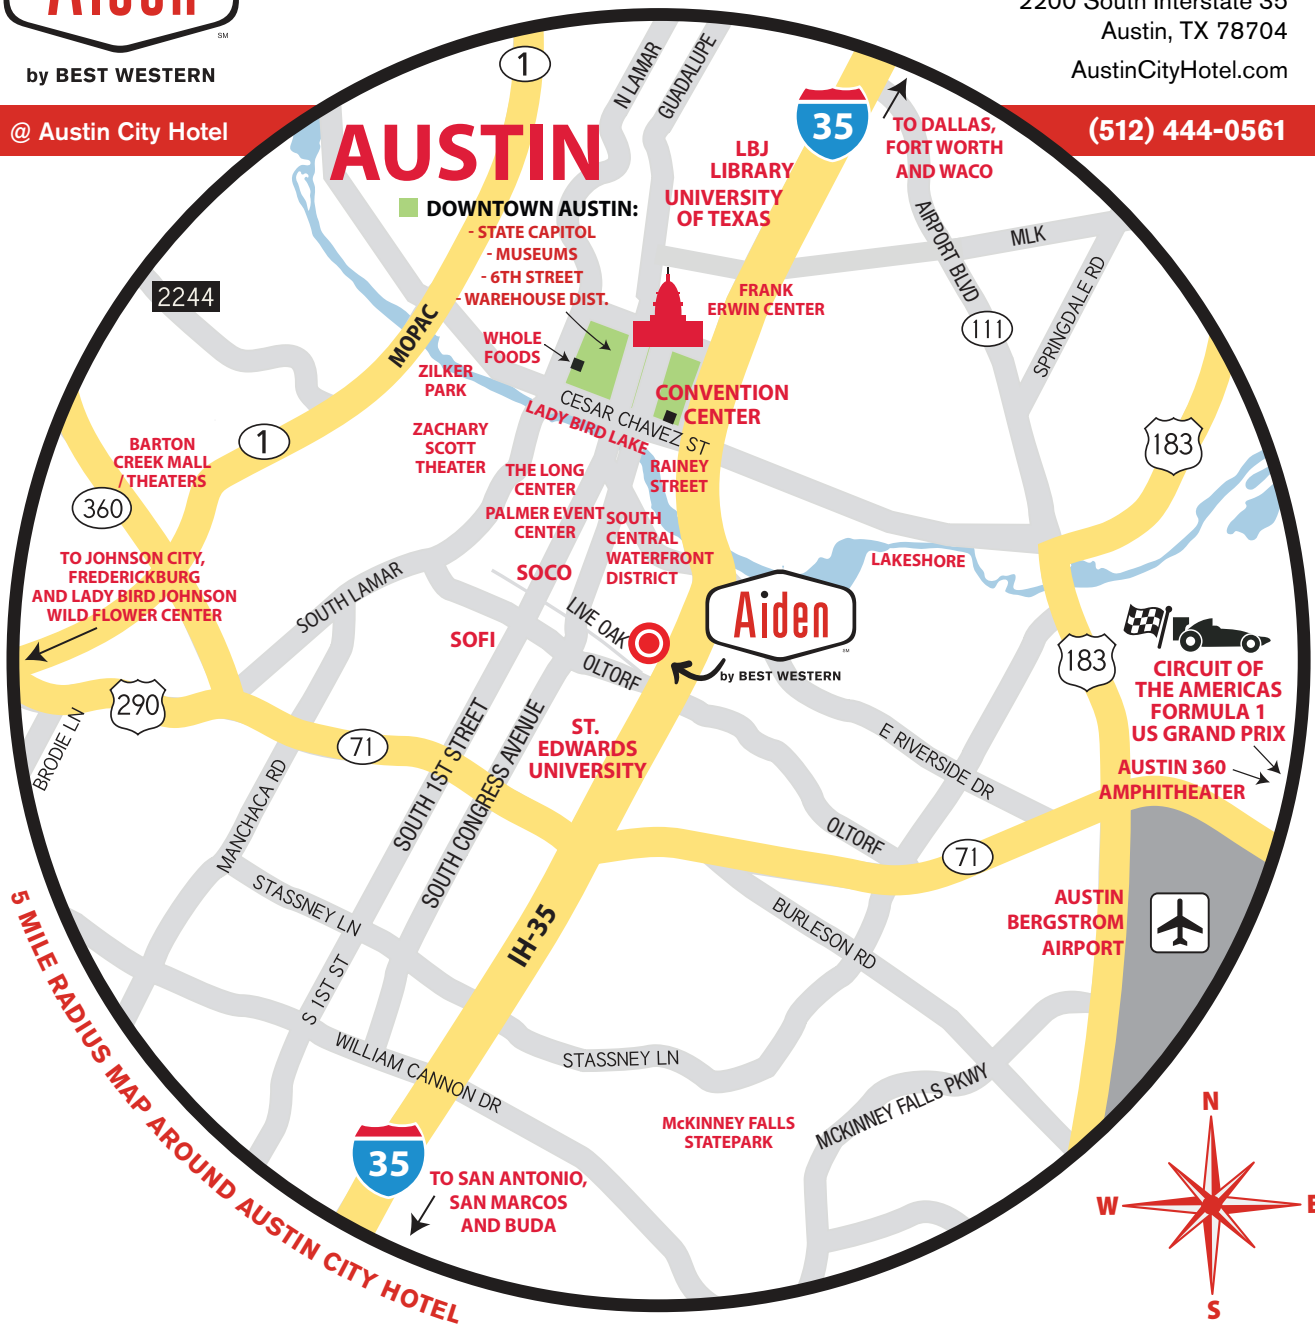 Aiden
SM
by BEST WESTERN
@ Austin City Hotel
2200 South Interstate 35
Austin, TX 78704
AustinCityHotel.com
(512) 444-0561
1
N LAMAR
GUADALUPE
35
TO DALLAS,
FORT WORTH
AND WACO
AUSTIN
LBJ
LIBRARY
UNIVERSITY
OF TEXAS
DOWNTOWN AUSTIN:
- STATE CAPITOL
- MUSEUMS
- 6TH STREET
- WAREHOUSE DIST.
AIRPORT BLVD
MLK
SPRINGDALE RD
2244
MOPAC
FRANK
ERWIN CENTER
111
WHOLE
FOODS
ZILKER
PARK
CESAR CHAVEZ ST
LADY BIRD LAKE
CONVENTION
CENTER
183
BARTON
CREEK MALL
/ THEATERS
1
360
ZACHARY
SCOTT
THEATER
THE LONG
CENTER
RAINEY
STREET
PALMER EVENT
CENTER
SOUTH
CENTRAL
WATERFRONT
DISTRICT
LAKESHORE
TO JOHNSON CITY,
FREDERICKBURG
AND LADY BIRD JOHNSON
WILD FLOWER CENTER
SOUTH LAMAR
SOCO
LIVE OAK
SOFI
OLTORF
Aiden
SM
by BEST WESTERN
183
CIRCUIT OF
THE AMERICAS
FORMULA 1
US GRAND PRIX
AUSTIN 360
AMPHITHEATER
290
BRODIE LN
71
SOUTH 1ST STREET
SOUTH CONGRESS AVENUE
ST.
EDWARDS
UNIVERSITY
E RIVERSIDE DR
MANCHACA RD
OLTORF
71
STASSNEY LN
IH-35
BURLESON RD
AUSTIN
BERGSTROM
AIRPORT
S 1ST ST
WILLIAM CANNON DR
STASSNEY LN
McKINNEY FALLS
STATEPARK
MCKINNEY FALLS PKWY
35
TO SAN ANTONIO,
SAN MARCOS
AND BUDA
5 MILE RADIUS MAP AROUND AUSTIN CITY HOTEL
N
W
E
S